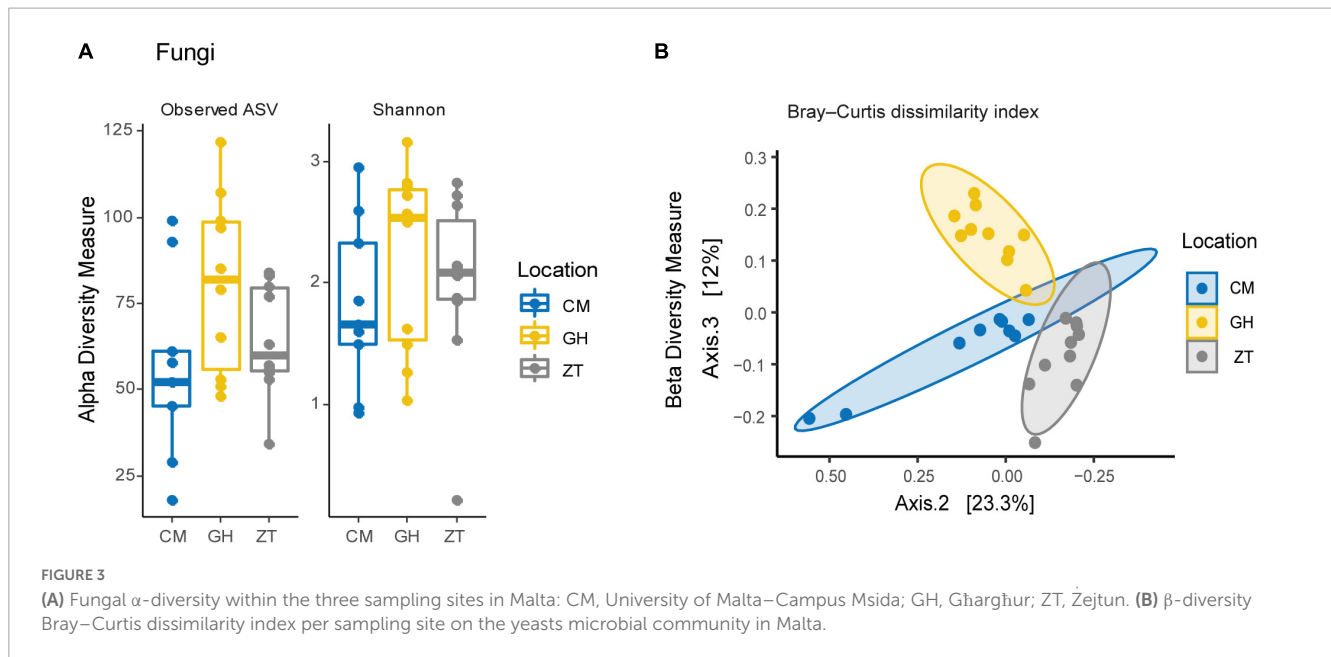 A Fungi
Observed ASV
Shannon
Alpha Diversity Measure
125
100
75
50
25
3
2
1
CM GH ZT
CM GH ZT
Location
CM
GH
ZT
B
Bray–Curtis dissimilarity index
Beta Diversity Measure
Axis.3 [12%]
0.3
0.2
0.1
0.0
−0.1
−0.2
0.50 0.25 0.00 −0.25
Axis.2 [23.3%]
Location
CM
GH
ZT
FIGURE 3
(A) Fungal α-diversity within the three sampling sites in Malta: CM, University of Malta–Campus Msida; GH, Għargħur; ZT, Żejtun. (B) β-diversity
Bray–Curtis dissimilarity index per sampling site on the yeasts microbial community in Malta.